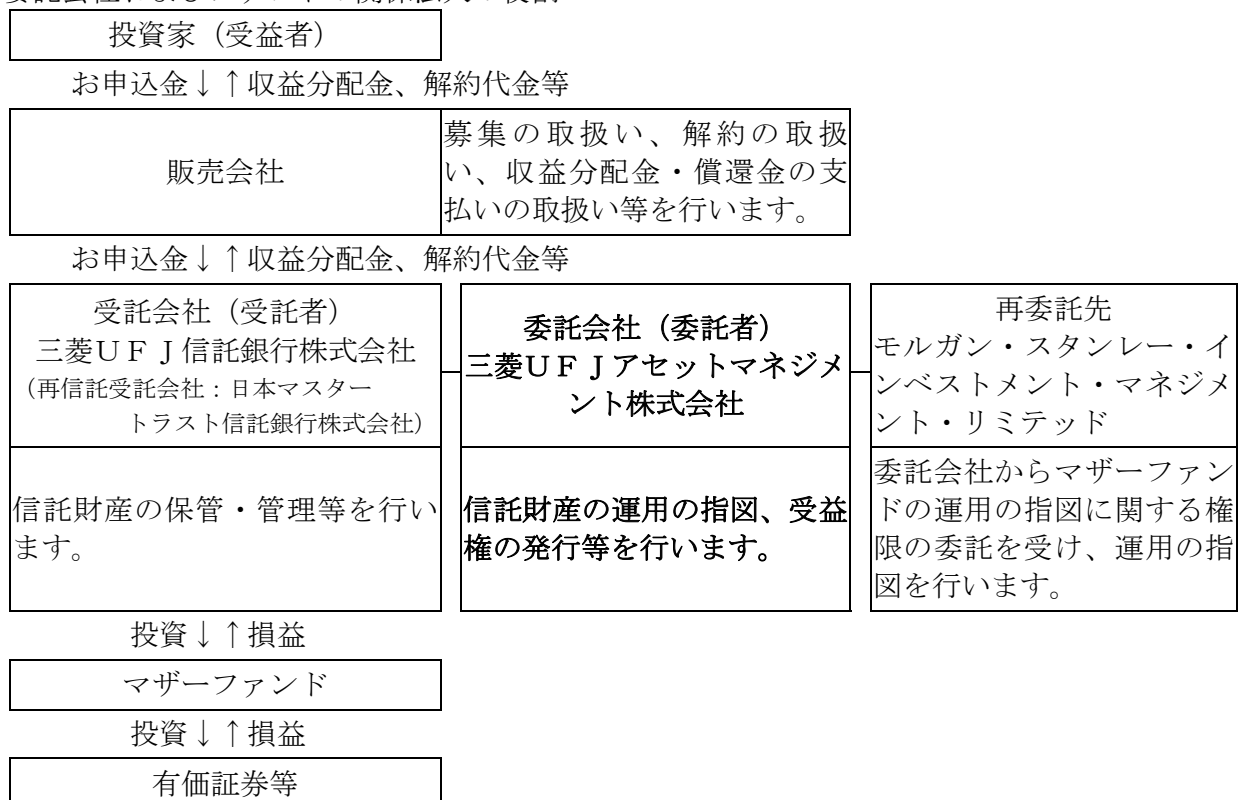 委託会社およびファンドの関係法人の役割
投資家（受益者）
お申込金↓↑収益分配金、解約代金等
販売会社
募集の取扱い、解約の取扱
い、収益分配金・償還金の支
払いの取扱い等を行います。
お申込金↓↑収益分配金、解約代金等
受託会社（受託者）
三菱ＵＦＪ信託銀行株式会社
（再信託受託会社：日本マスター
トラスト信託銀行株式会社）
委託会社（委託者）
三菱ＵＦＪアセットマネジメ
ント株式会社
再委託先
モルガン・スタンレー・イ
ンベストメント・マネジメ
ント・リミテッド
信託財産の保管・管理等を行い
ます。
信託財産の運用の指図、受益
権の発行等を行います。
委託会社からマザーファン
ドの運用の指図に関する権
限の委託を受け、運用の指
図を行います。
投資↓↑損益
マザーファンド
投資↓↑損益
有価証券等